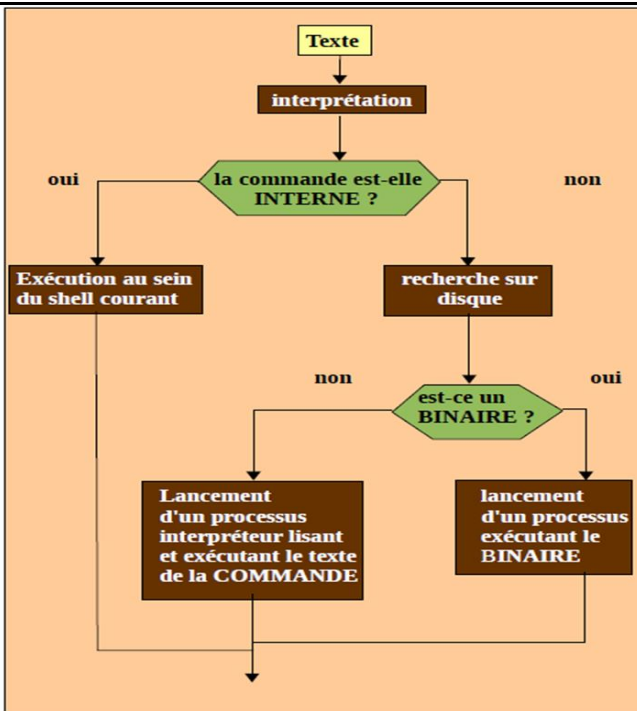 Texte
interprétation
oui
la commande est-elle
INTERNE ?
non
Exécution au sein
du shell courant
recherche sur
disque
non
oui
est-ce un
BINAIRE ?
Lancement
d'un processus
interpréteur lisant
et exécutant le texte
de la COMMANDE
lancement
d'un processus
exécutant le
BINAIRE